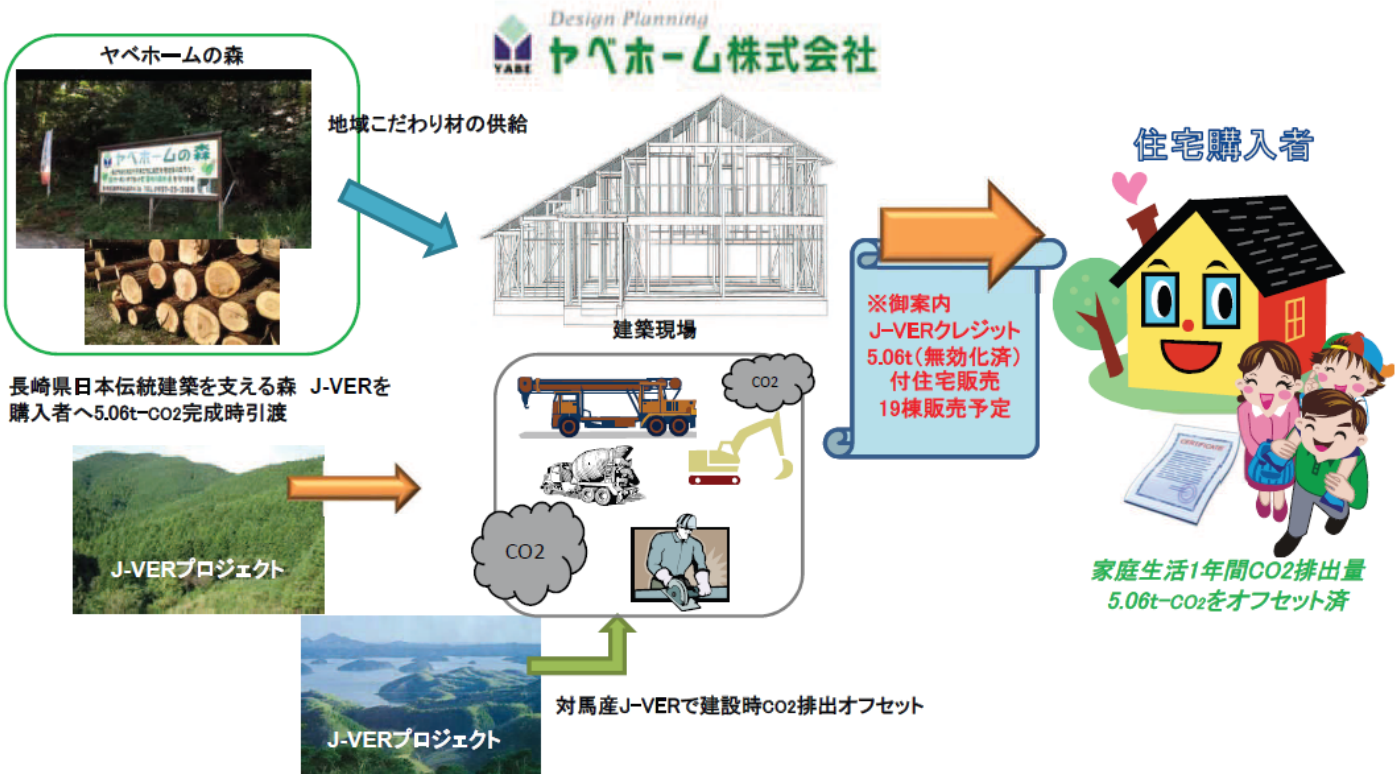 Design Planning
YABE
ヤベホーム株式会社
ヤベホームの森
ヤベホームの森
地域こだわり材の供給
建築現場
長崎県日本伝統建築を支える森 J-VERを
購入者へ5.06t-CO2完成時引渡
J-VERプロジェクト
CO2
CO2
J-VERプロジェクト
対馬産J-VERで建設時CO2排出オフセット
※御案内
J-VERクレジット
5.06t(無効化済)
付住宅販売
19棟販売予定
住宅購入者
CERTIFICATE
家庭生活1年間CO2排出量
5.06t-CO2をオフセット済